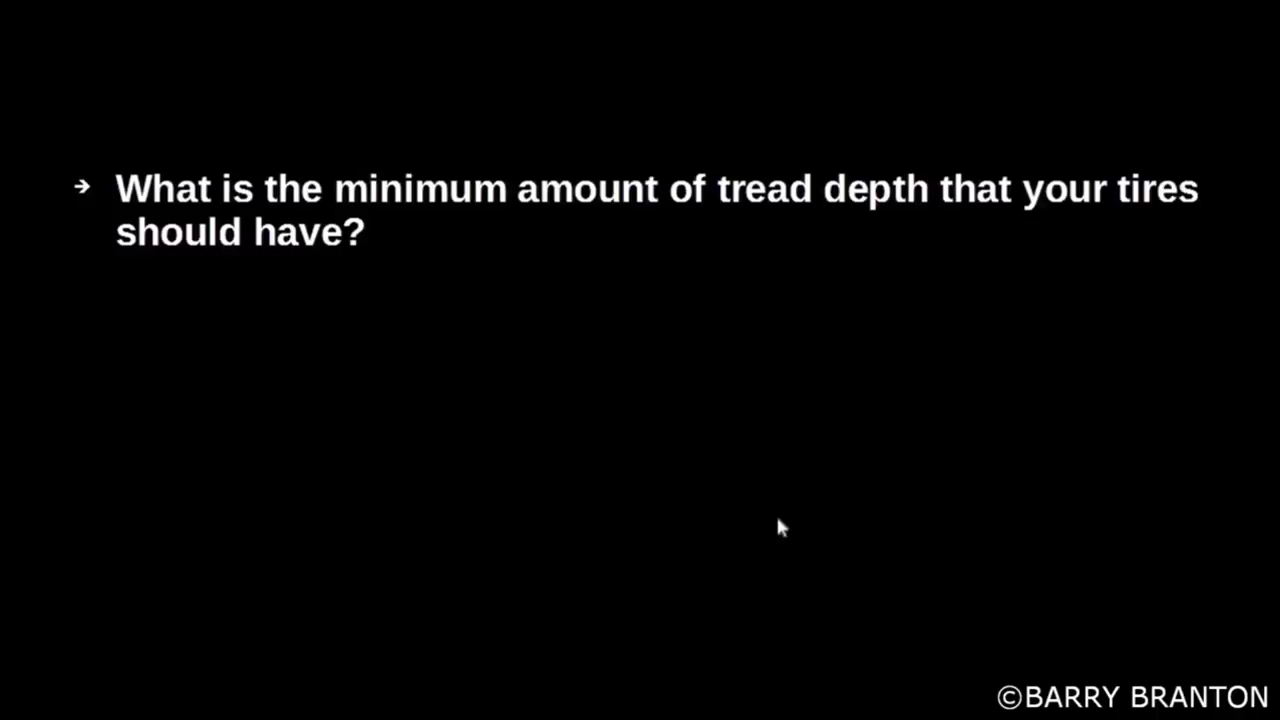 ➔ What is the minimum amount of tread depth that your tires
should have?
©BARRY BRANTON